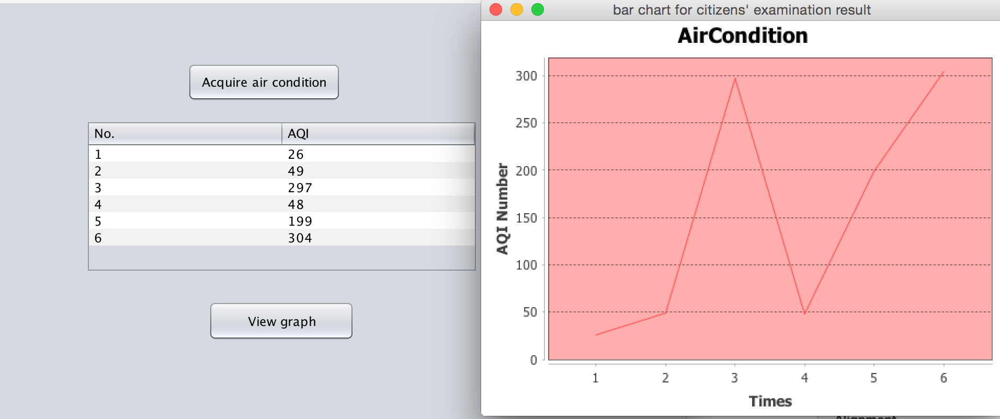 Acquire air condition
No. AQI
1 26
2 49
3 297
4 48
5 199
6 304
View graph
bar chart for citizens' examination result
AirCondition
AQI Number
300
250
200
150
100
50
0
1 2 3 4 5 6
Times